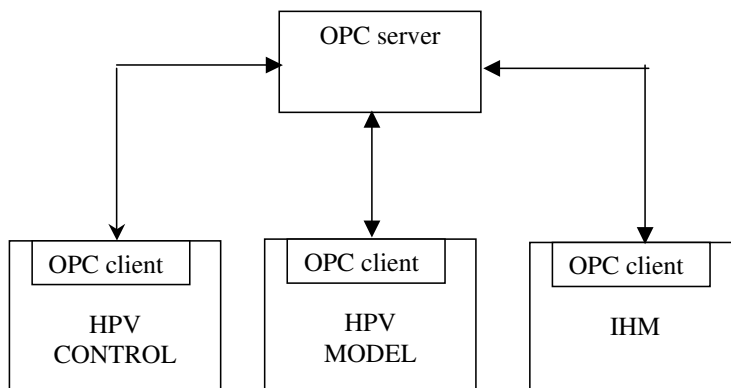 OPC server
OPC client
HPV
CONTROL
OPC client
HPV
MODEL
OPC client
IHM